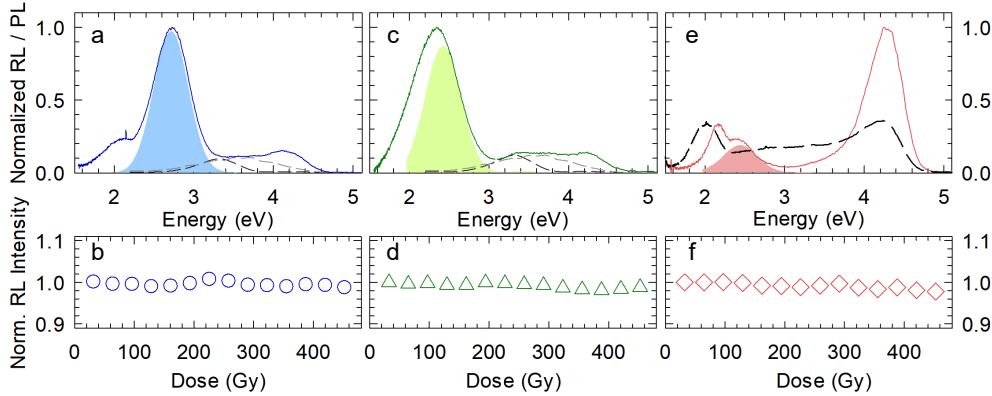 Normalized RL / PL
1.0
0.5
0.0
a
c
e
1.0
0.5
0.0
2 3 4 5
2 3 4 5
2 3 4 5
Energy (eV)
Energy (eV)
Energy (eV)
Norm. RL Intensity
1.1
1.0
0.9
b
d
f
1.1
1.0
0.9
0 100 200 300 400
0 100 200 300 400
0 100 200 300 400
Dose (Gy)
Dose (Gy)
Dose (Gy)